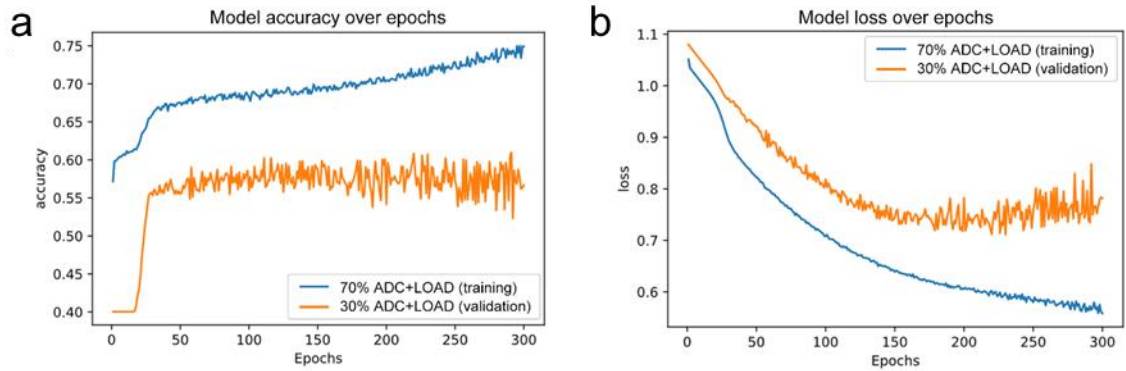 a
Model accuracy over epochs
0.75
0.70
0.65
0.60
0.55
0.50
0.45
0.40
accuracy
70% ADC+LOAD (training)
30% ADC+LOAD (validation)
0 50 100 150 200 250 300
Epochs
b
Model loss over epochs
1.1
1.0
0.9
0.8
0.7
0.6
loss
70% ADC+LOAD (training)
30% ADC+LOAD (validation)
0 50 100 150 200 250 300
Epochs